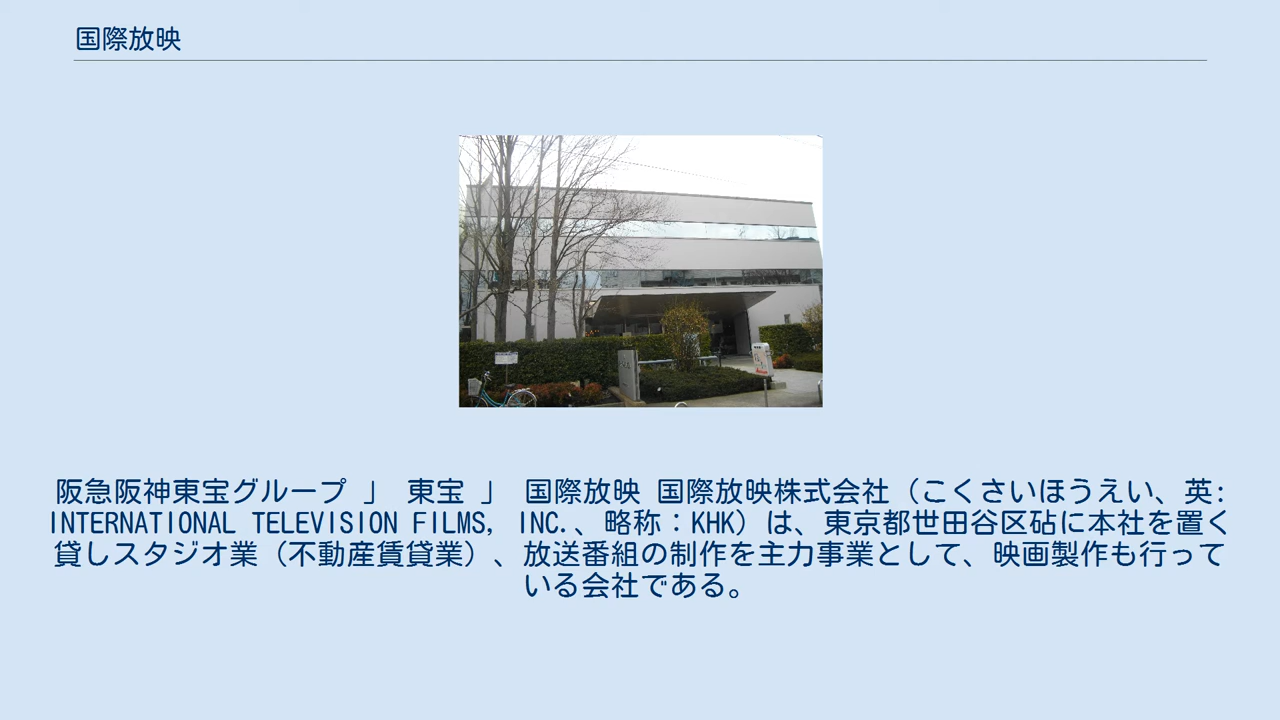 国際放映
阪急阪神東宝グループ 」 東宝 」 国際放映 国際放映株式会社（こくさいほうえい、英:
INTERNATIONAL TELEVISION FILMS, INC.、略称：KHK）は、東京都世田谷区砧に本社を置く
貸しスタジオ業（不動産賃貸業）、放送番組の制作を主力事業として、映画製作も行って
いる会社である。